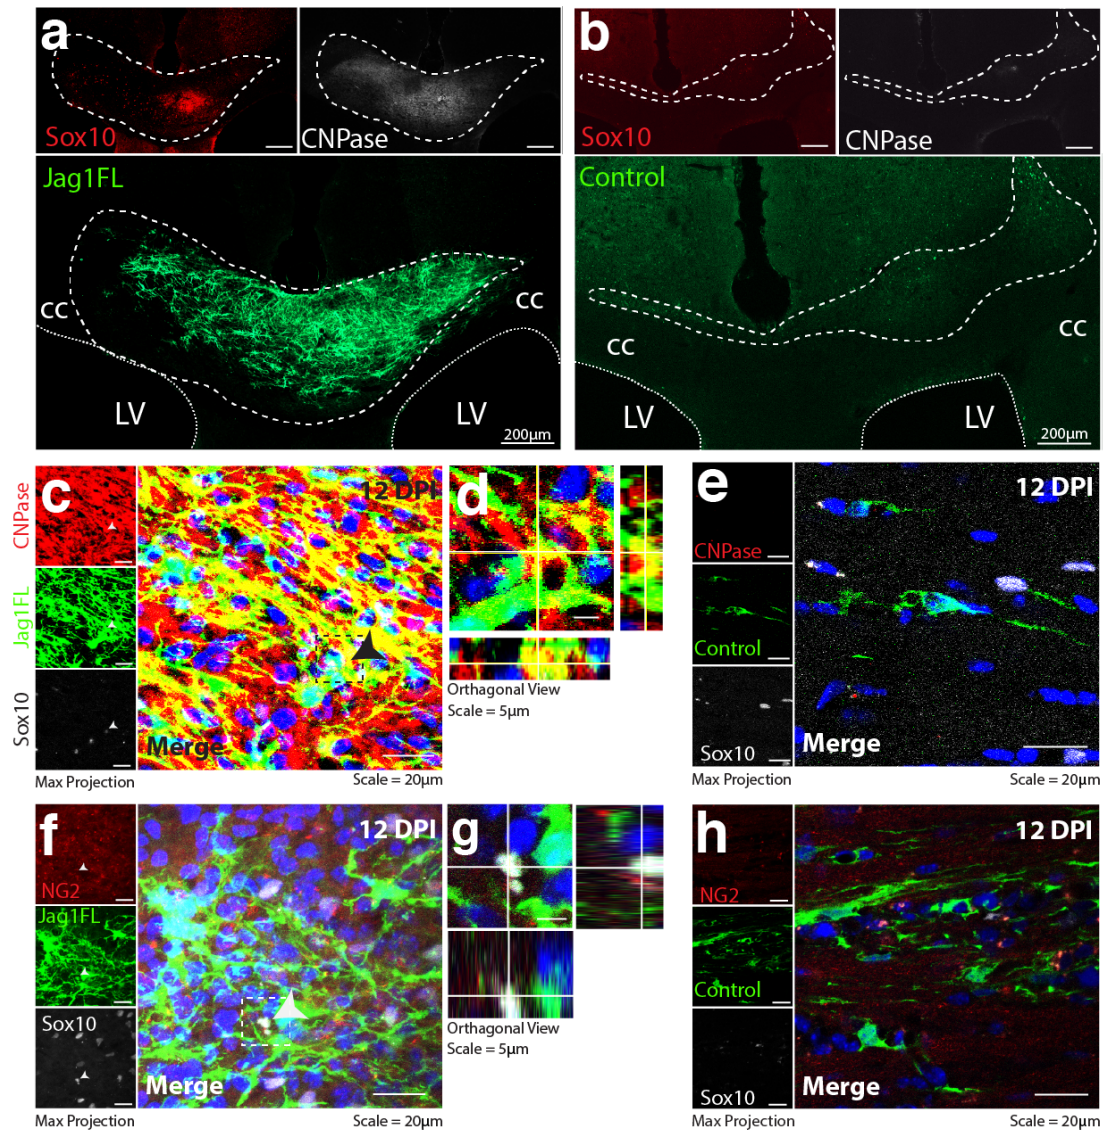 a
Sox10
CNPase
Jag1FL
cc
cc
LV
LV
200µm
b
Sox10
CNPase
Control
cc
cc
LV
LV
200µm
c
CNPase
Jag1FL
Sox10
12 DPI
Merge
Max Projection
Scale = 20µm
d
Orthagonal View
Scale = 5µm
e
CNPase
Control
Sox10
12 DPI
Merge
Max Projection
Scale = 20µm
f
NG2
Jag1FL
Sox10
12 DPI
Merge
Max Projection
Scale = 20µm
g
Orthagonal View
Scale = 5µm
h
NG2
Control
Sox10
12 DPI
Merge
Max Projection
Scale = 20µm